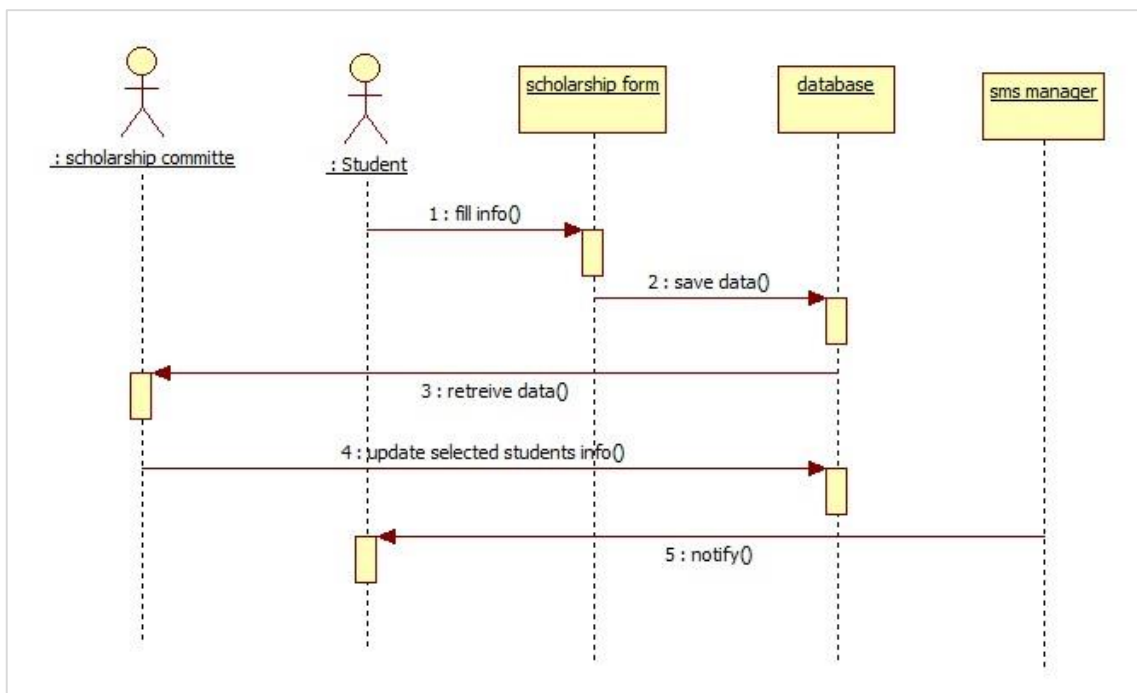 scholarship form
database
sms manager
: scholarship committe
: Student
1 : fill info()
2 : save data()
3 : retreive data()
4 : update selected students info()
5 : notify()